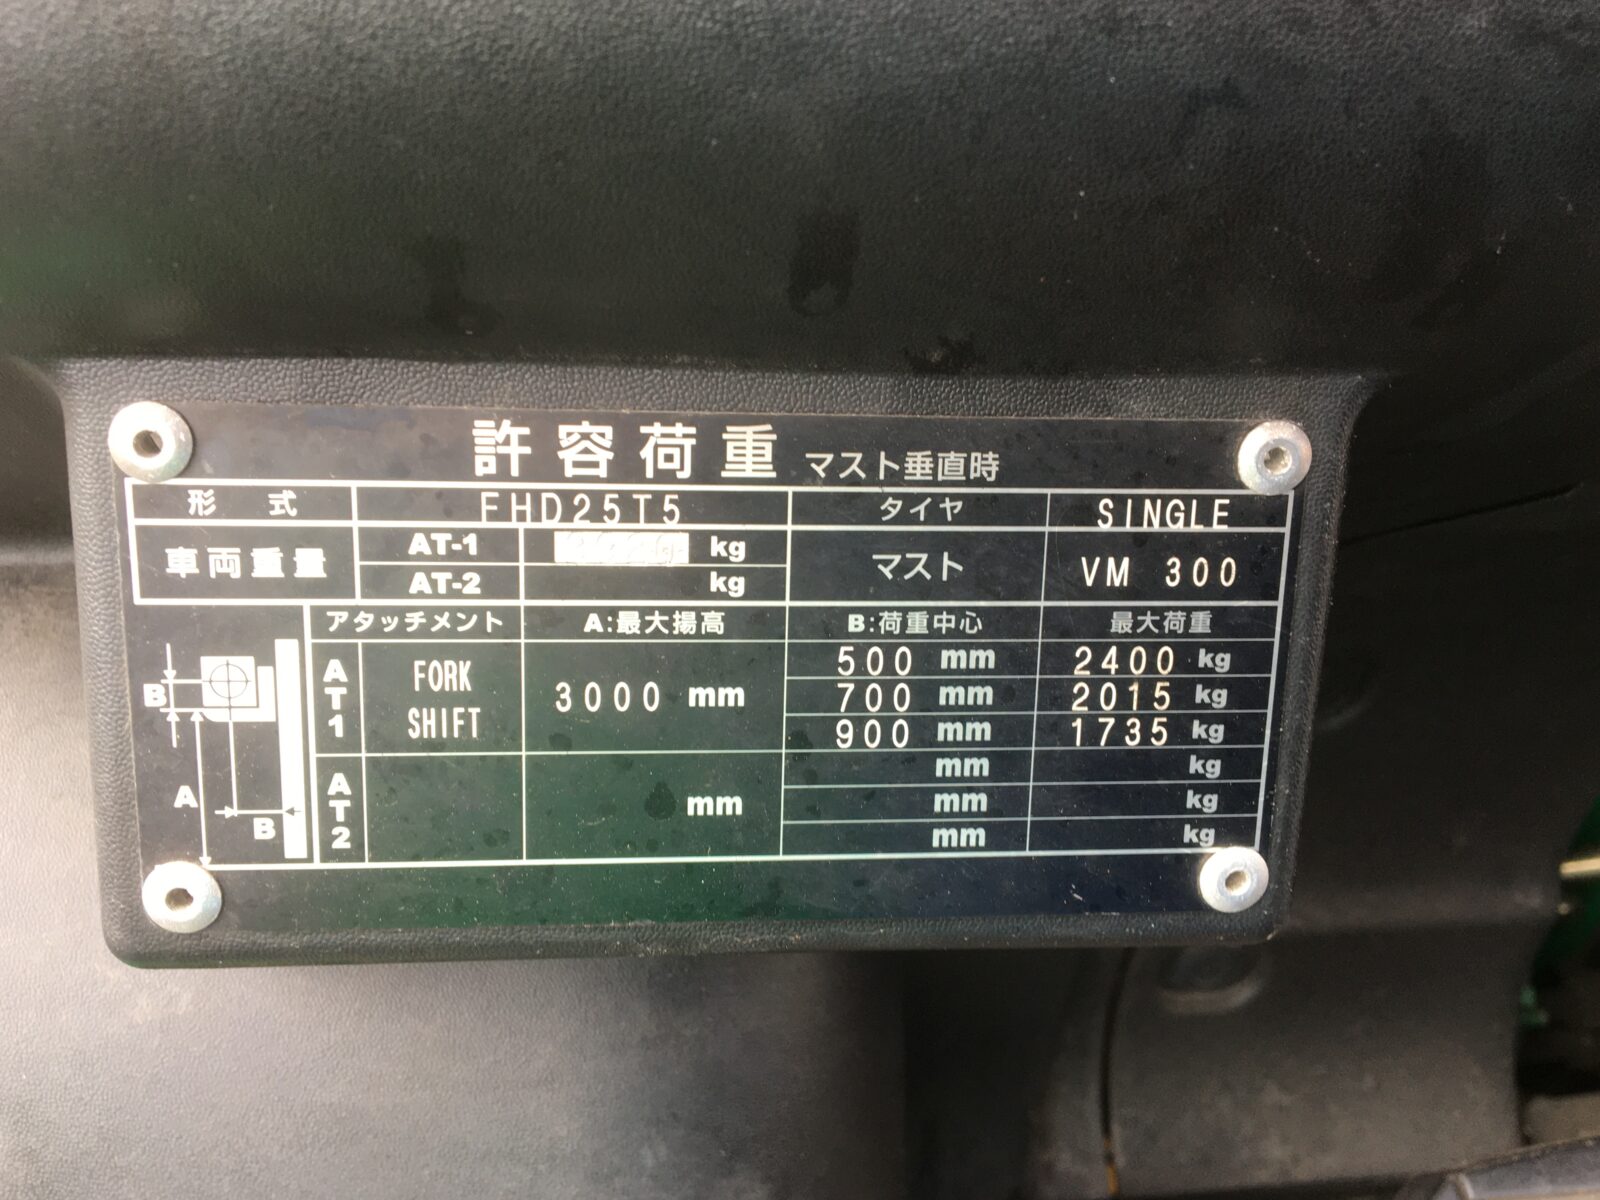 許容荷重 マスト垂直時
形式 FHD25T5 タイヤ SINGLE
車両重量 AT-1 kg マスト VM 300
AT-2 kg
アタッチメント A:最大揚高 B:荷重中心 最大荷重
AT1 FORK SHIFT 3000 mm 500 mm 2400 kg
700 mm 2015 kg
900 mm 1735 kg
AT2 mm mm kg
mm kg
mm kg
B
A
B